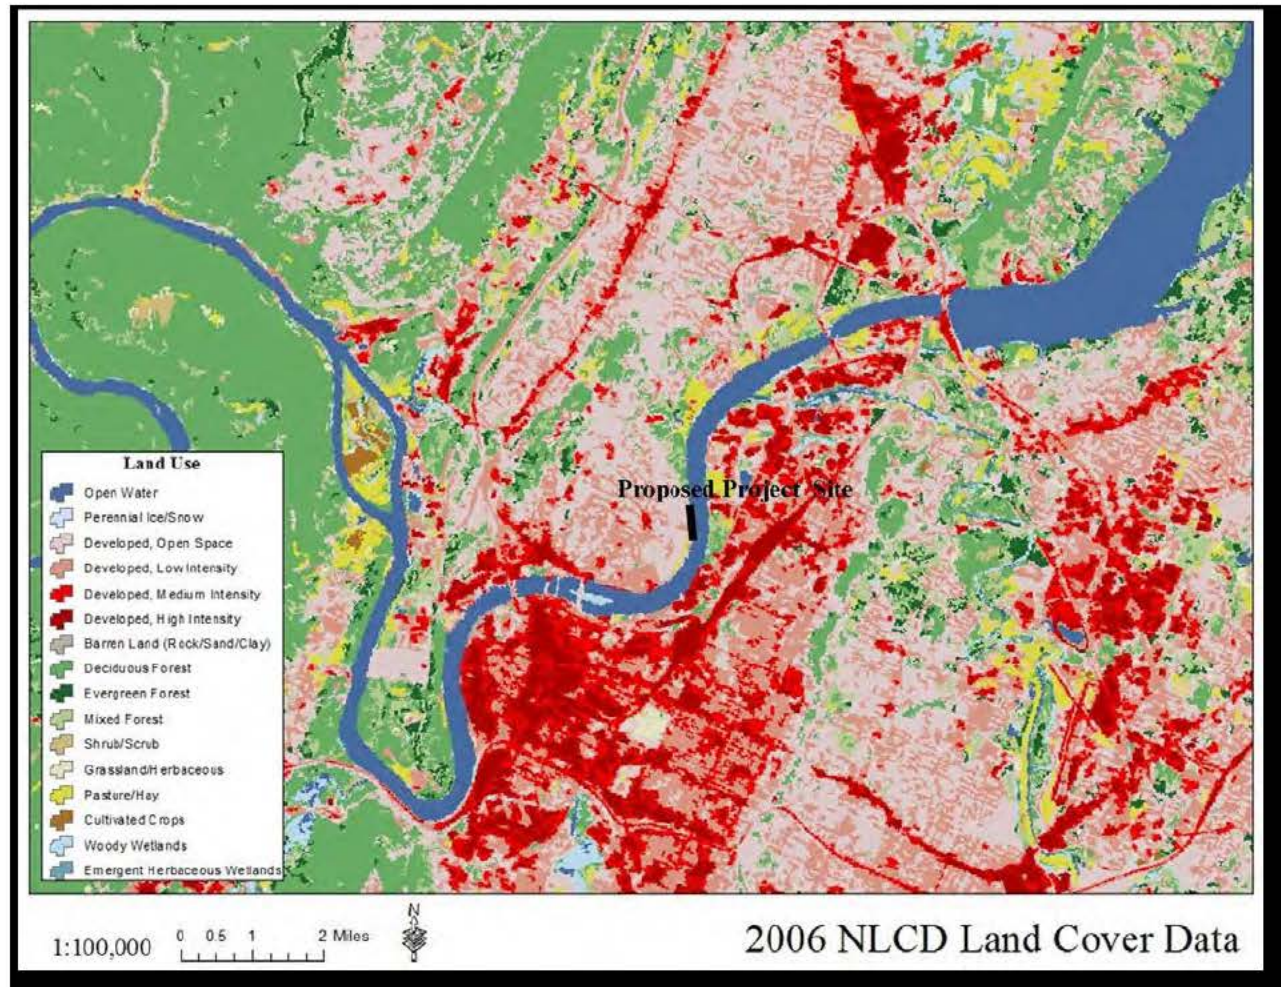 Proposed Project Site
Land Use
Open Water
Perennial Ice/Snow
Developed, Open Space
Developed, Low Intensity
Developed, Medium Intensity
Developed, High Intensity
Barren Land (Rock/Sand/Clay)
Deciduous Forest
Evergreen Forest
Mixed Forest
Shrub/Scrub
Grassland/Herbaceous
Pasture/Hay
Cultivated Crops
Woody Wetlands
Emergent Herbaceous Wetlands
N
1:100,000
0 0.5 1 2 Miles
2006 NLCD Land Cover Data